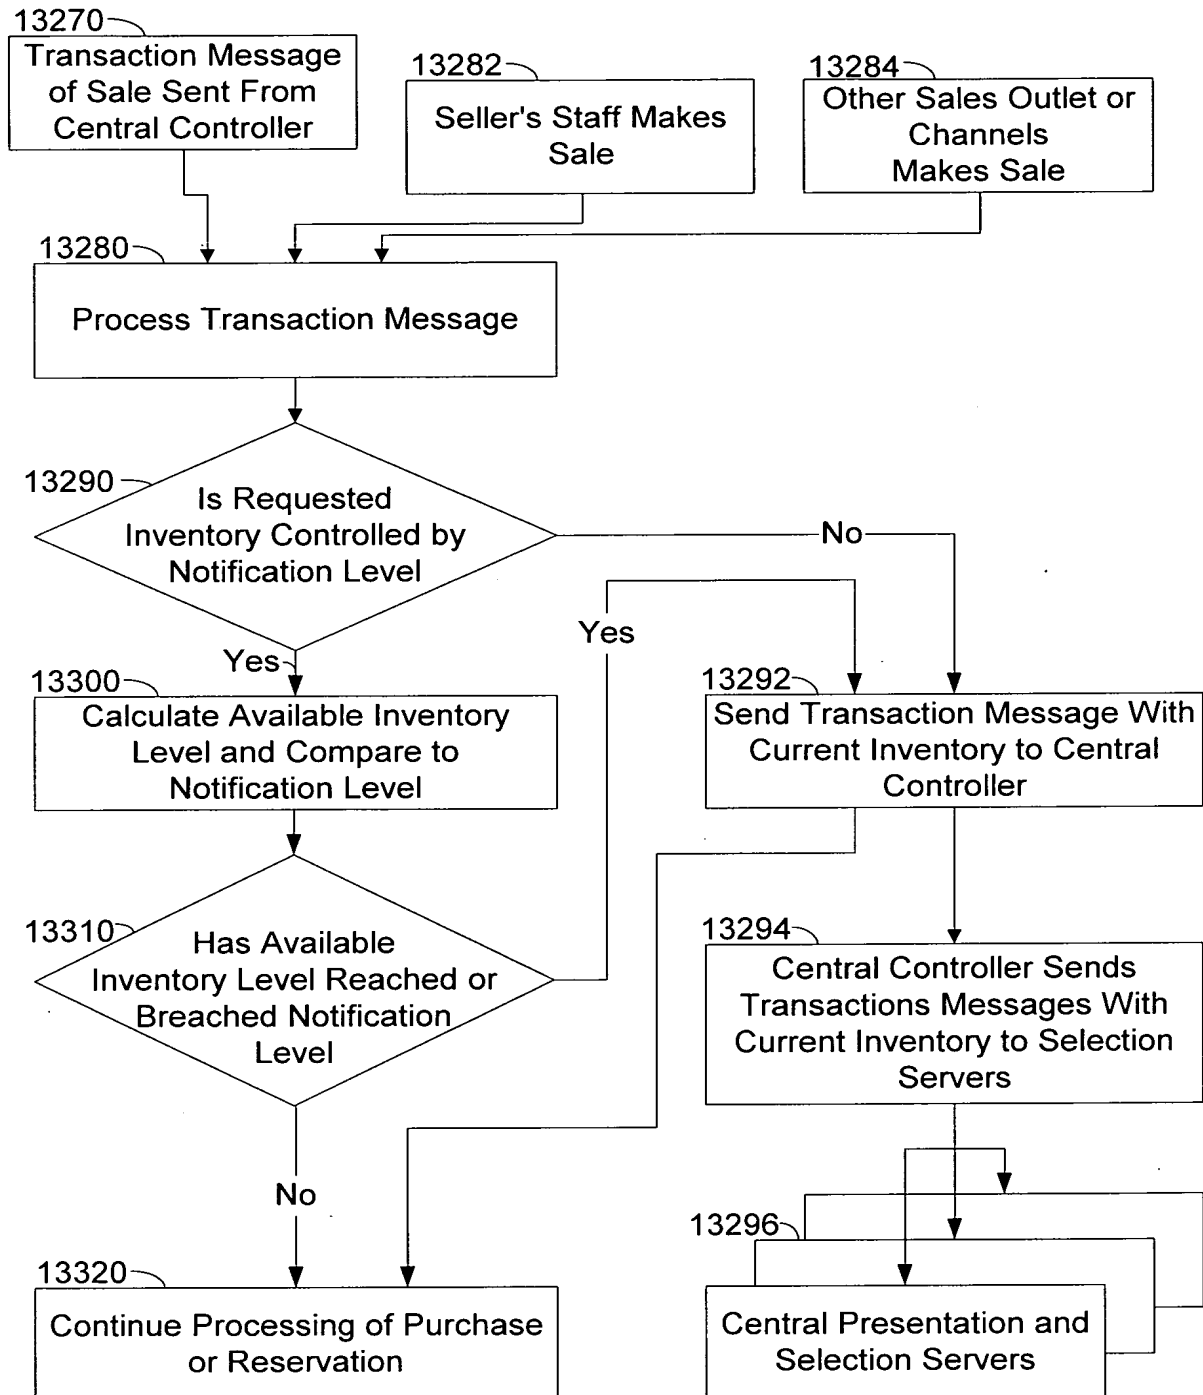 13270
Transaction Message
of Sale Sent From
Central Controller
13282
Seller's Staff Makes
Sale
13284
Other Sales Outlet or
Channels
Makes Sale
13280
Process Transaction Message
13290
Is Requested
Inventory Controlled by
Notification Level
No
Yes
Yes
13300
Calculate Available Inventory
Level and Compare to
Notification Level
13292
Send Transaction Message With
Current Inventory to Central
Controller
13310
Has Available
Inventory Level Reached or
Breached Notification
Level
13294
Central Controller Sends
Transactions Messages With
Current Inventory to Selection
Servers
No
13296
Central Presentation and
Selection Servers
13320
Continue Processing of Purchase
or Reservation